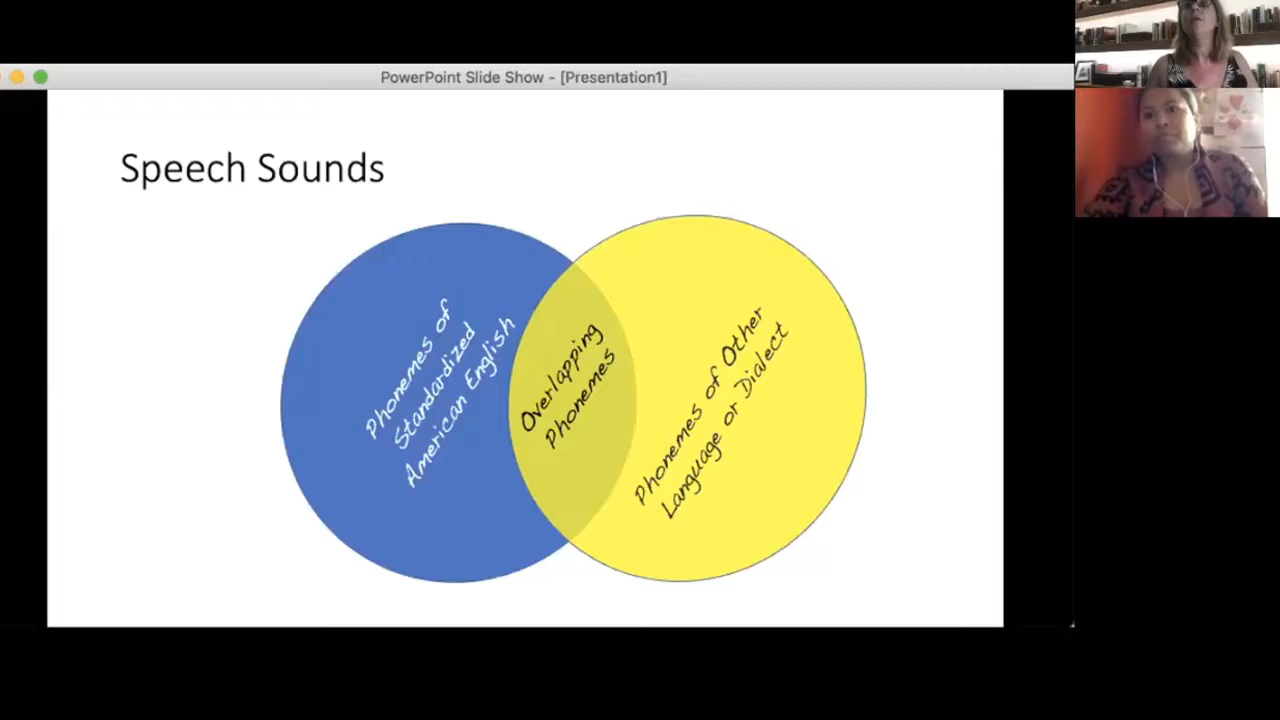 PowerPoint Slide Show - [Presentation1]
Speech Sounds
Phonemes of
Standardized
American English
Overlapping
Phonemes
Phonemes of Other
Language or Dialect